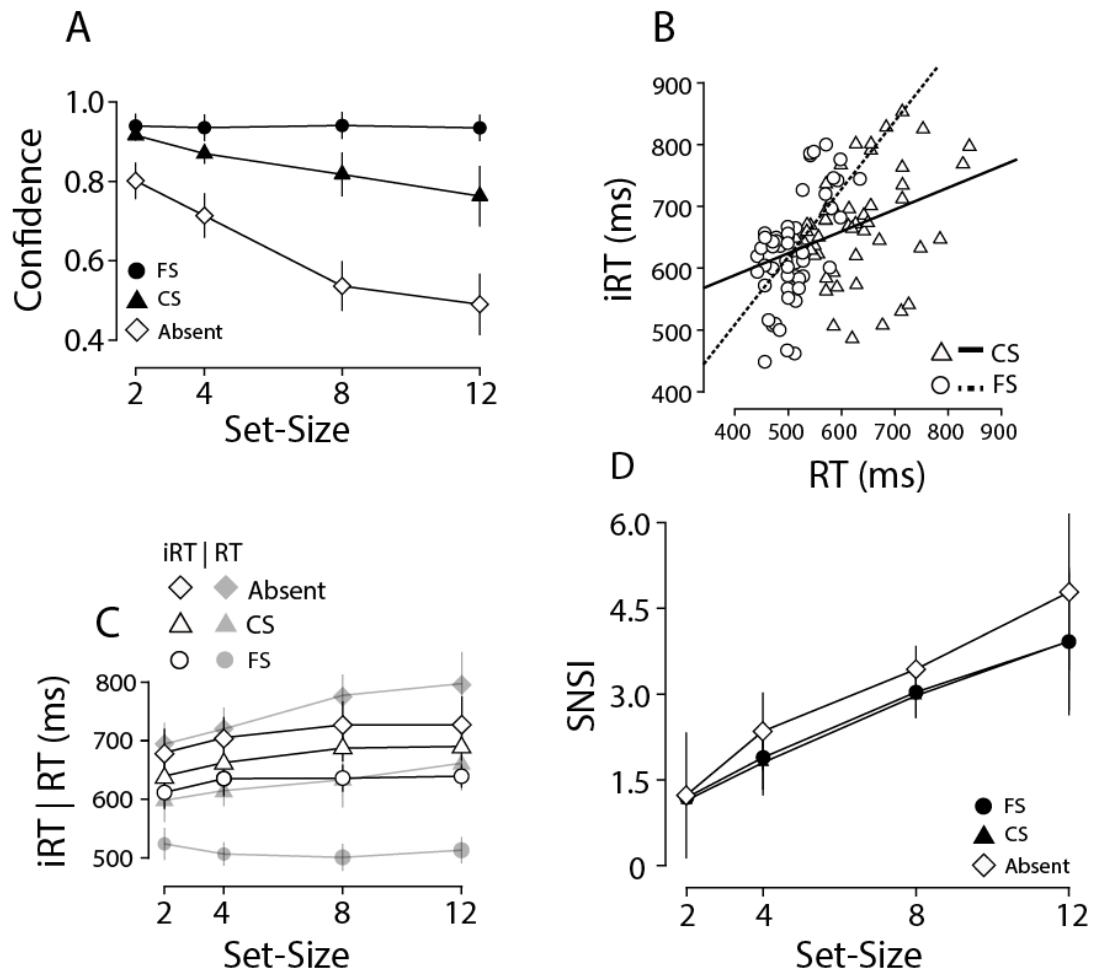 A
Confidence
1.0
0.8
0.6
0.4
FS
CS
Absent
2 4 8 12
Set-Size
B
iRT (ms)
900
800
700
600
500
400
CS
FS
400 500 600 700 800 900
RT (ms)
C
iRT | RT
Absent
CS
FS
iRT | RT (ms)
800
700
600
500
2 4 8 12
Set-Size
D
SNSI
6.0
4.5
3.0
1.5
0
FS
CS
Absent
2 4 8 12
Set-Size